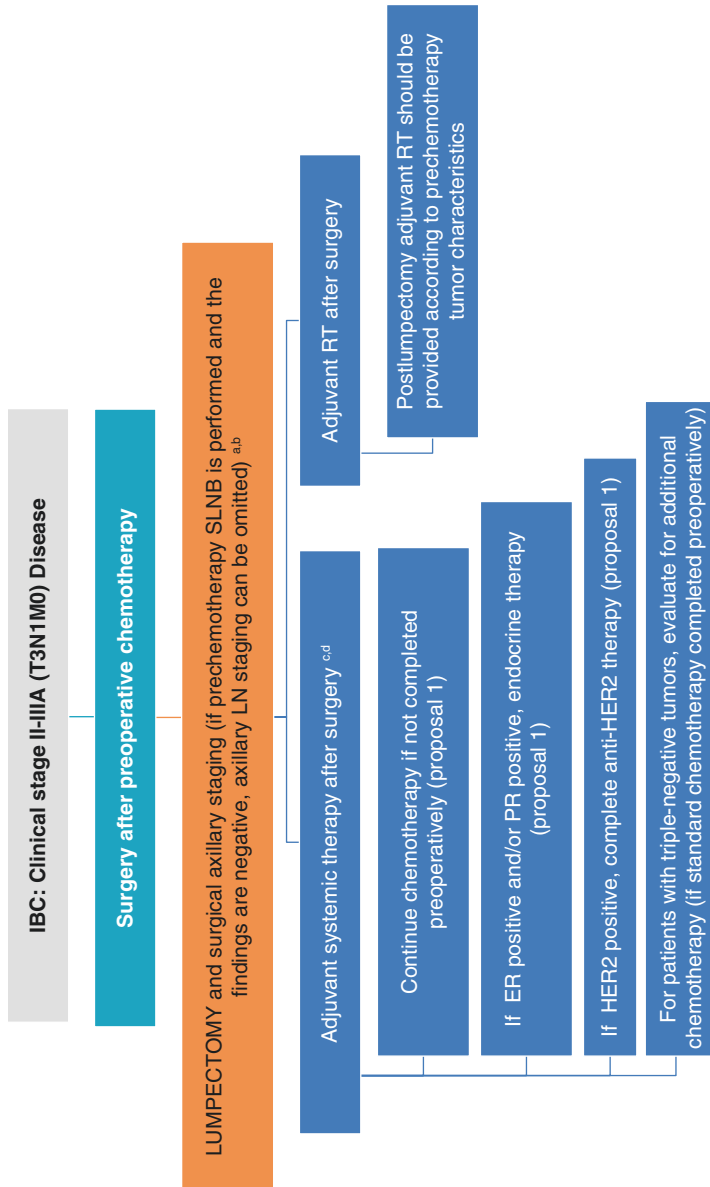 IBC: Clinical stage II-IIIA (T3N1M0) Disease
Surgery after preoperative chemotherapy
LUMPECTOMY and surgical axillary staging (if prechemotherapy SLNB is performed and the
findings are negative, axillary LN staging can be omitted) a,b
Adjuvant systemic therapy after surgery c,d
Continue chemotherapy if not completed
preoperatively (proposal 1)
If ER positive and/or PR positive, endocrine therapy
(proposal 1)
If HER2 positive, complete anti-HER2 therapy (proposal 1)
For patients with triple-negative tumors, evaluate for additional
chemotherapy (if standard chemotherapy completed preoperatively)
Adjuvant RT after surgery
Postlumpectomy adjuvant RT should be
provided according to prechemotherapy
tumor characteristics